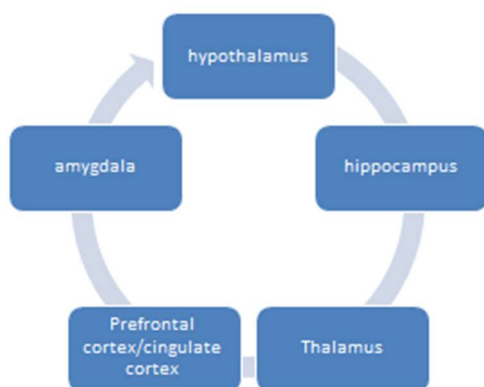 hypothalamus
hippocampus
Thalamus
Prefrontal
cortex/cingulate
cortex
amygdala